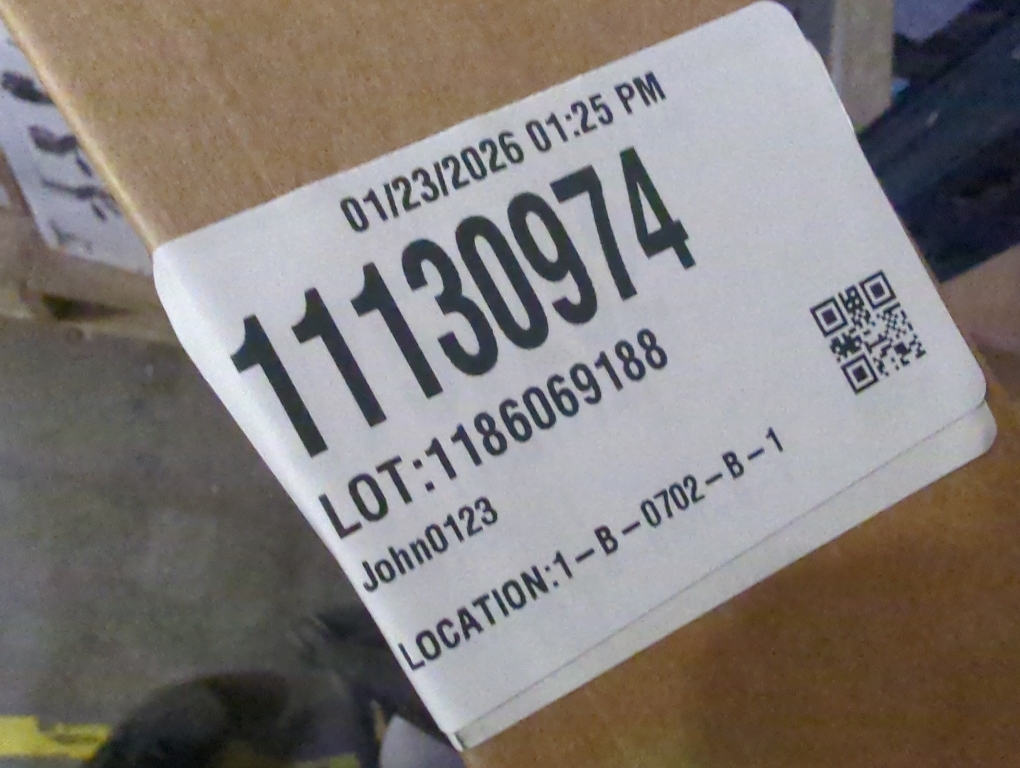 01/23/2026 01:25 PM
11130974
LOT:1186069188
John0123
LOCATION:1-B-0702-B-1